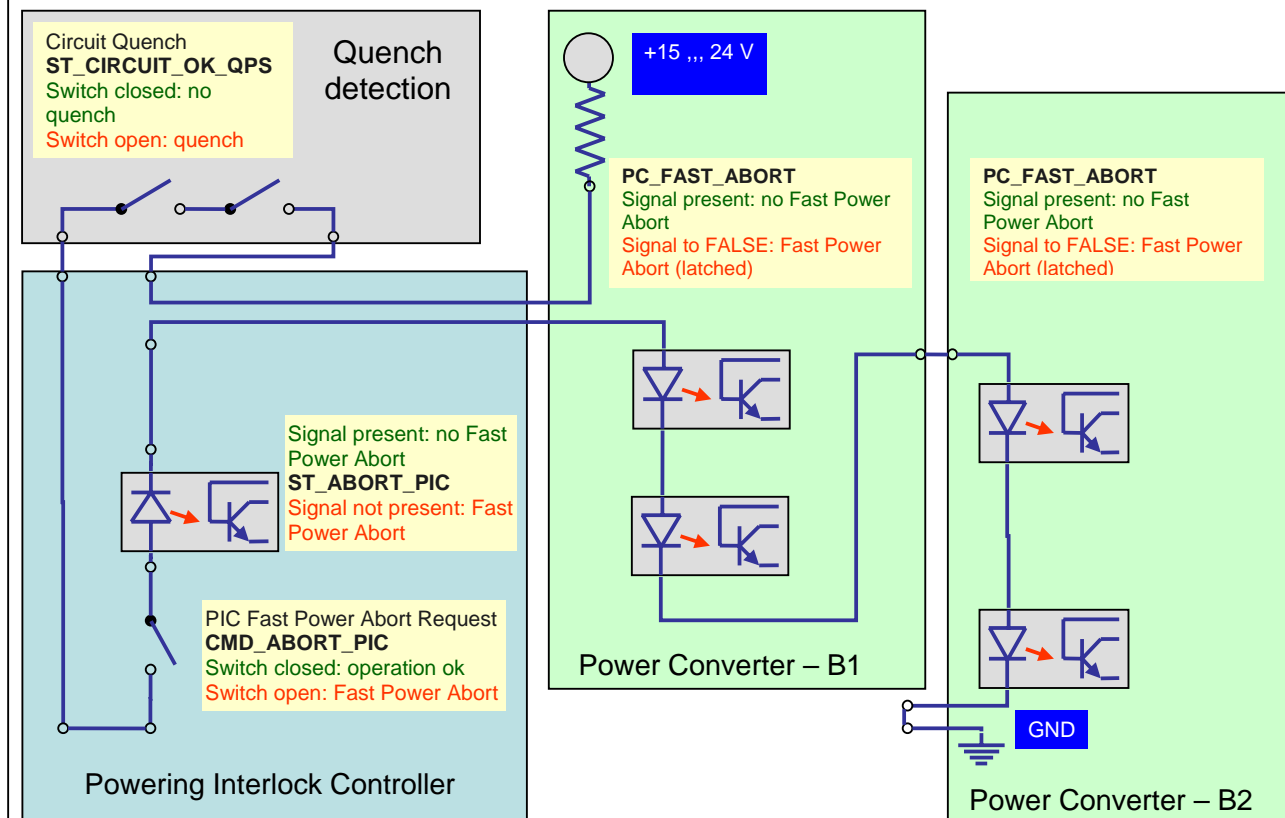 Circuit Quench
ST_CIRCUIT_OK_QPS
Switch closed: no
quench
Switch open: quench
Quench
detection
+15 ,,, 24 V
PC_FAST_ABORT
Signal present: no Fast Power
Abort
Signal to FALSE: Fast Power
Abort (latched)
PC_FAST_ABORT
Signal present: no Fast
Power Abort
Signal to FALSE: Fast Power
Abort (latched)
Signal present: no Fast
Power Abort
ST_ABORT_PIC
Signal not present: Fast
Power Abort
PIC Fast Power Abort Request
CMD_ABORT_PIC
Switch closed: operation ok
Switch open: Fast Power Abort
Powering Interlock Controller
Power Converter – B1
GND
Power Converter – B2